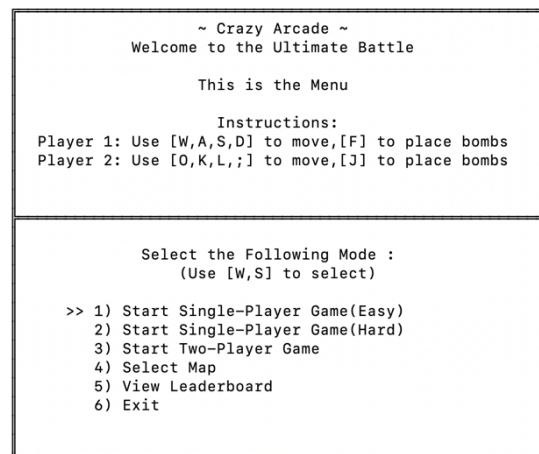 ~ Crazy Arcade ~
Welcome to the Ultimate Battle
This is the Menu
Instructions:
Player 1: Use [W,A,S,D] to move,[F] to place bombs
Player 2: Use [O,K,L,;] to move,[J] to place bombs
Select the Following Mode :
(Use [W,S] to select)
>> 1) Start Single-Player Game(Easy)
2) Start Single-Player Game(Hard)
3) Start Two-Player Game
4) Select Map
5) View Leaderboard
6) Exit